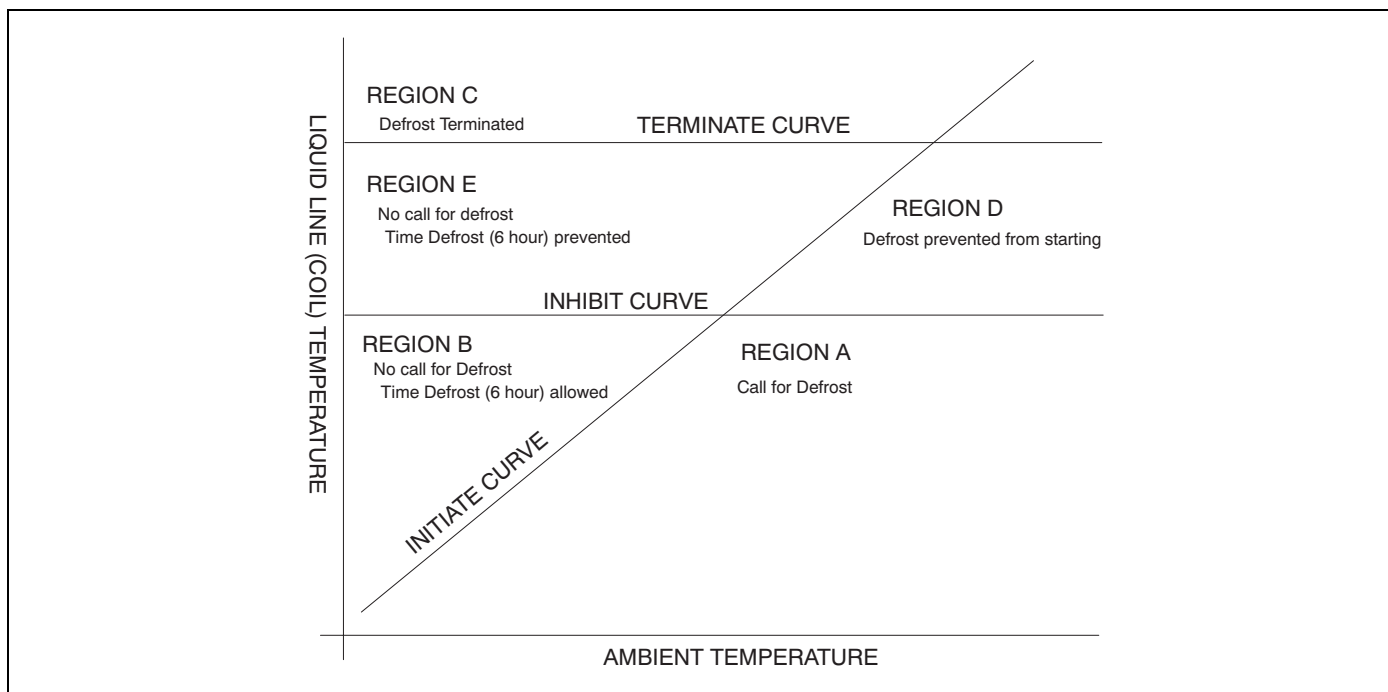 REGION C
Defrost Terminated
TERMINATE CURVE
LIQUID LINE (COIL) TEMPERATURE
REGION E
No call for defrost
Time Defrost (6 hour) prevented
REGION D
Defrost prevented from starting
INHIBIT CURVE
REGION B
No call for Defrost
Time Defrost (6 hour) allowed
REGION A
Call for Defrost
INITIATE CURVE
AMBIENT TEMPERATURE